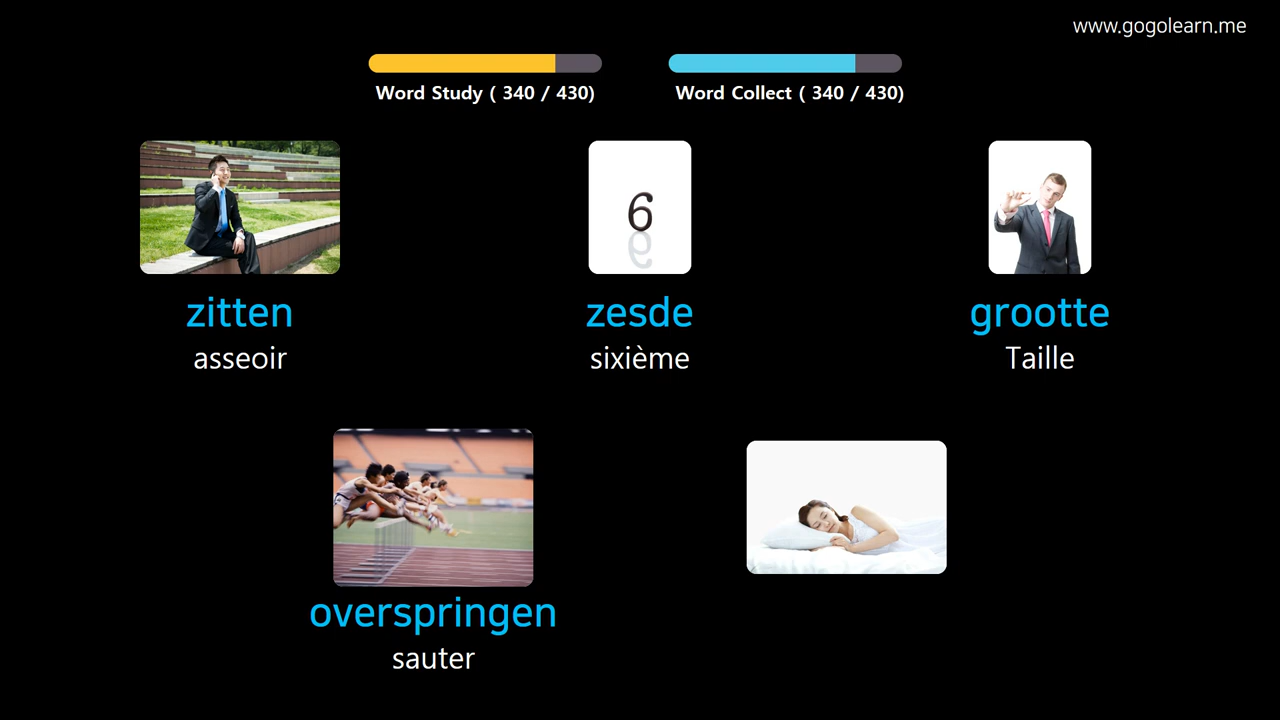 www.gogolearn.me
Word Study ( 340 / 430)
Word Collect ( 340 / 430)
6
zitten
zesde
grootte
asseoir
sixième
Taille
overspringen
sauter